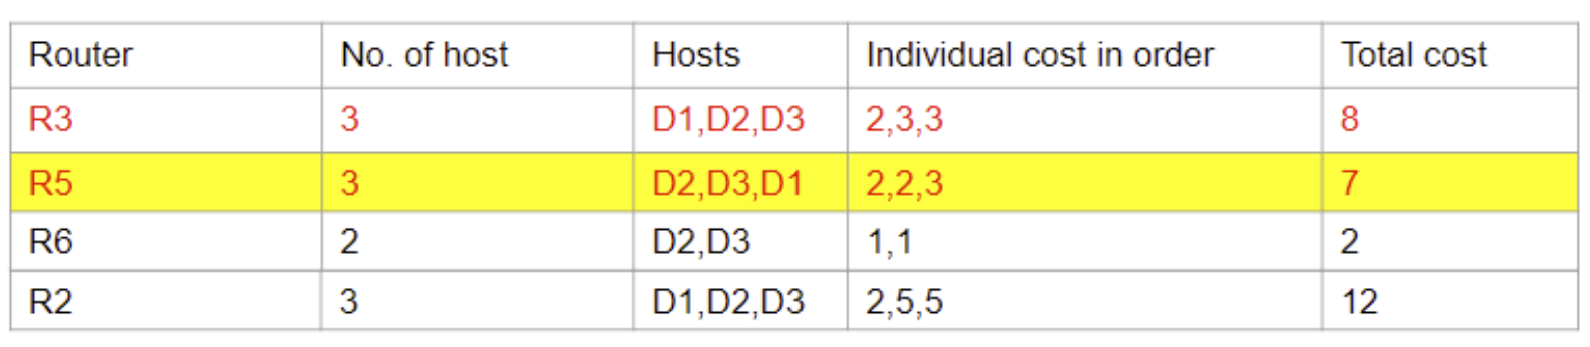 Router No. of host Hosts Individual cost in order Total cost
R3 3 D1,D2,D3 2,3,3 8
R5 3 D2,D3,D1 2,2,3 7
R6 2 D2,D3 1,1 2
R2 3 D1,D2,D3 2,5,5 12